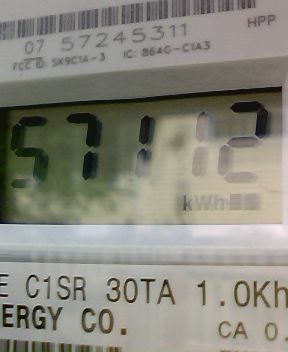 HPP
07 57245311
FCC ID: SX9C1A-3 IC: 864G-C1A3
57112
kWh
E C1SR 30TA 1.0Kh
ERGY CO.
CA 0.